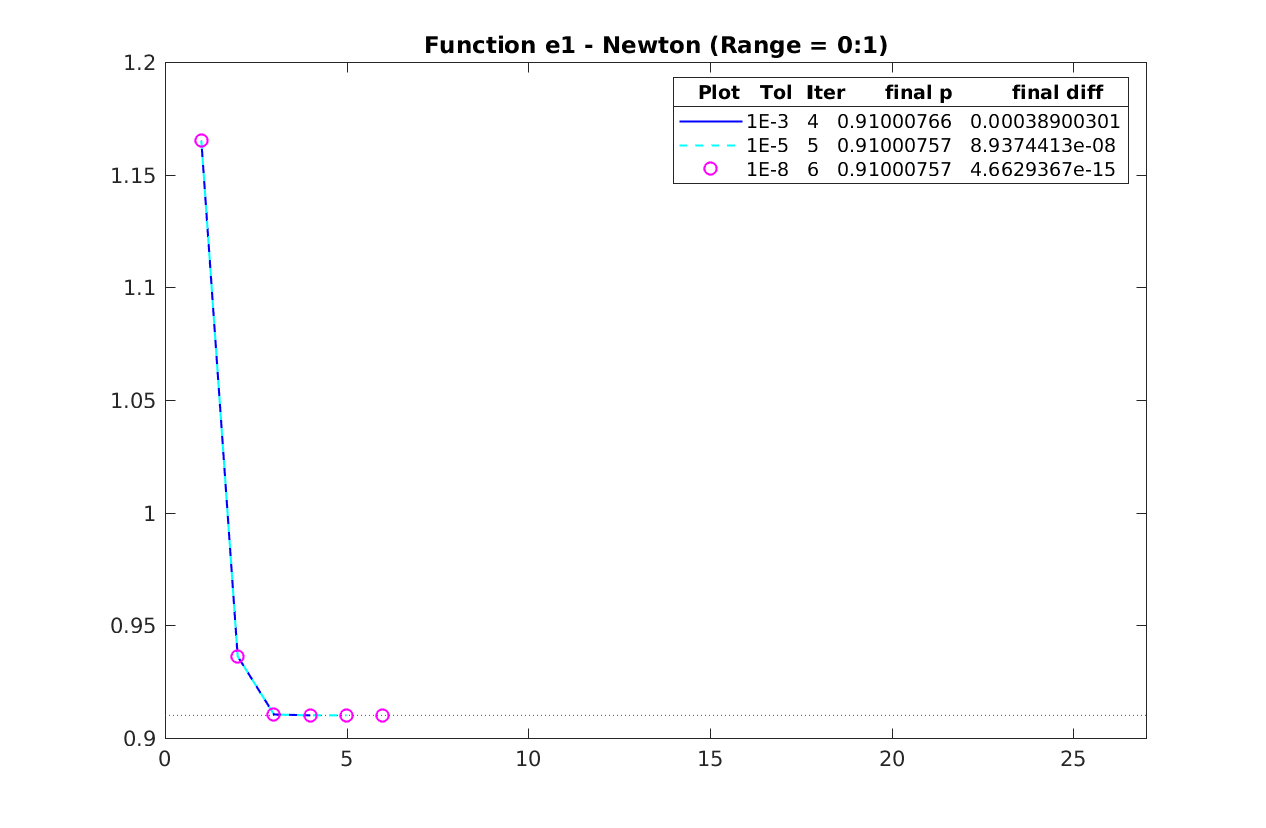 Function e1 - Newton (Range = 0:1)
1.2
Plot Tol Iter final p final diff
1E-3 4 0.91000766 0.00038900301
1E-5 5 0.91000757 8.9374413e-08
1E-8 6 0.91000757 4.6629367e-15
1.15
1.1
1.05
1
0.95
0.9
0 5 10 15 20 25